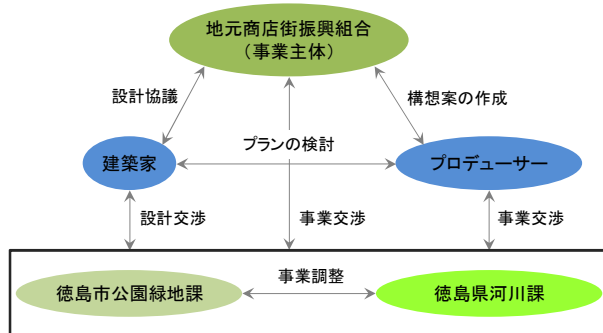 地元商店街振興組合
（事業主体）
設計協議
構想案の作成
プランの検討
建築家
プロデューサー
設計交渉
事業交渉
事業交渉
事業調整
徳島市公園緑地課
徳島県河川課